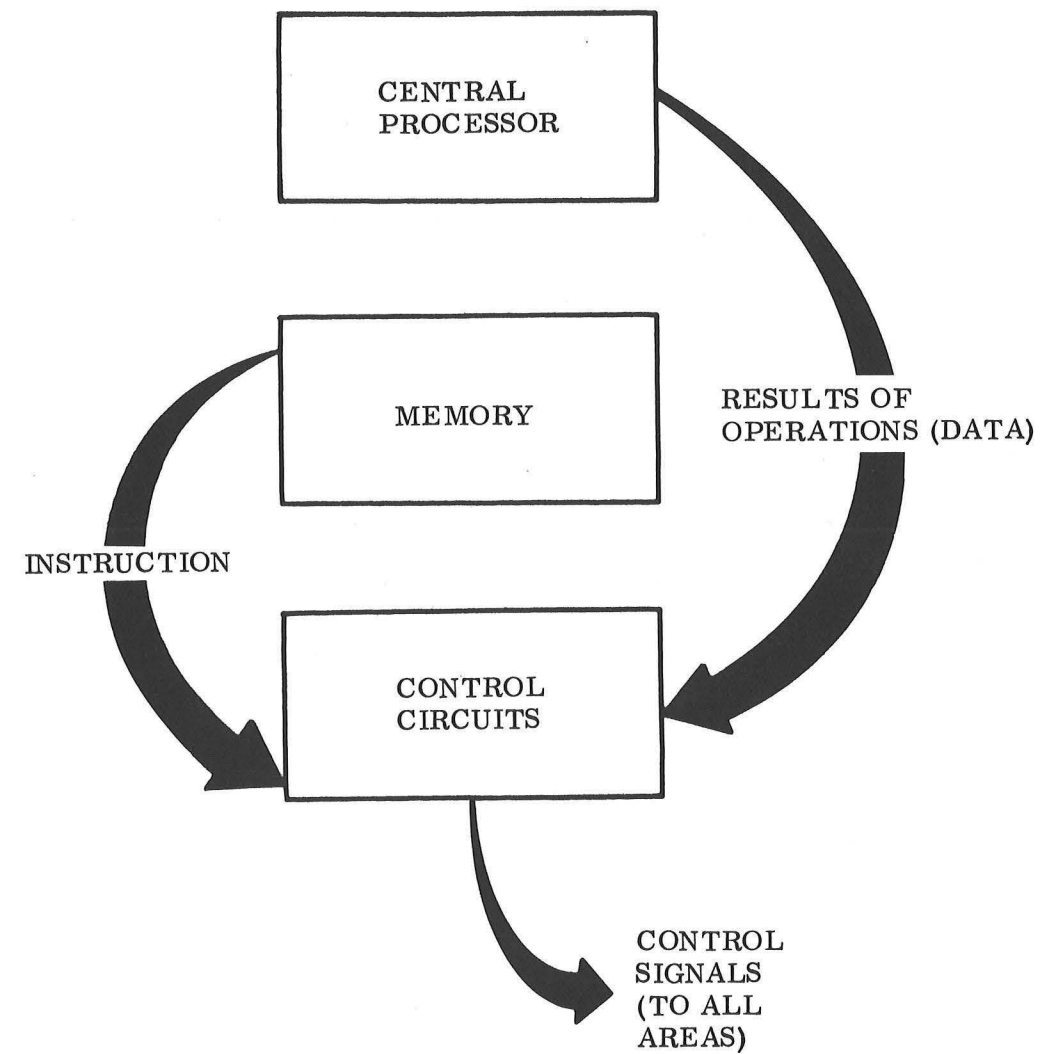 CENTRAL
PROCESSOR
MEMORY
RESULTS OF
OPERATIONS (DATA)
INSTRUCTION
CONTROL
CIRCUITS
CONTROL
SIGNALS
(TO ALL
AREAS)